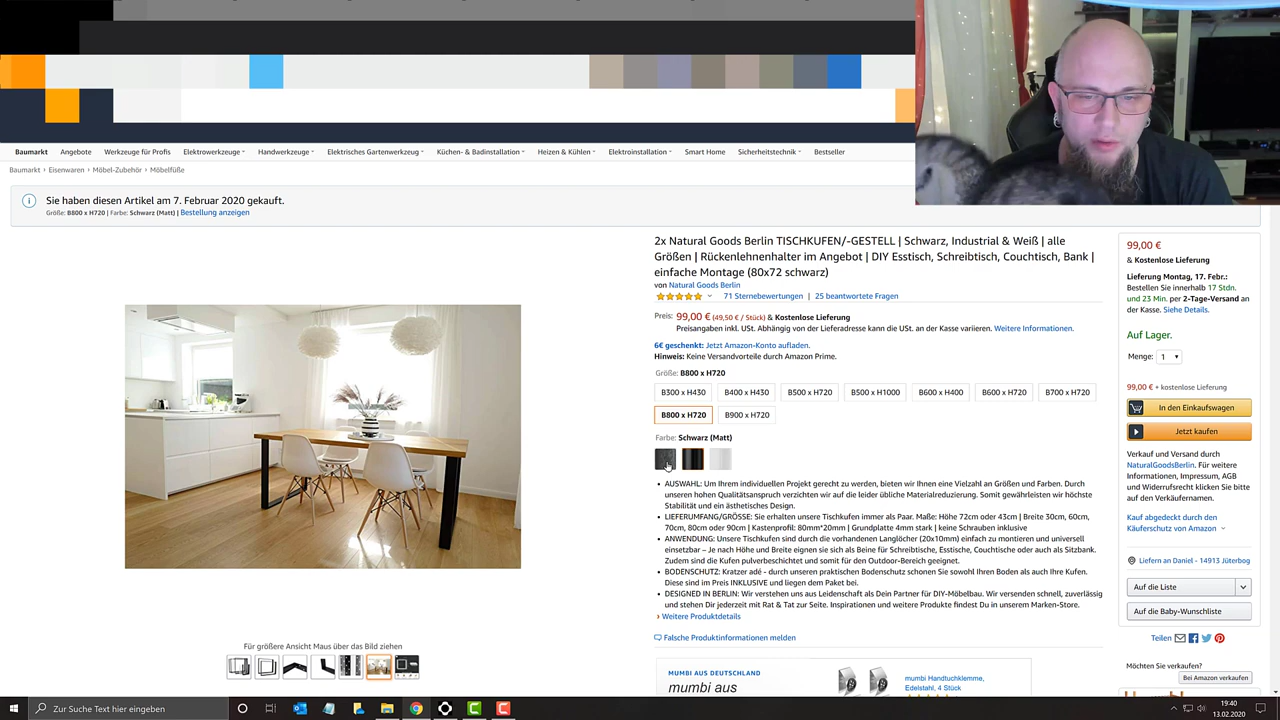 Baumarkt Angebote Werkzeuge für Profis Elektrowerkzeuge Handwerkzeuge Elektrisches Gartenwerkzeug Küchen- & Badinstallation Heizen & Kühlen Elektroinstallation Smart Home Sicherheitstechnik Bestseller
Baumarkt › Eisenwaren › Möbel-Zubehör › Möbelfüße
Sie haben diesen Artikel am 7. Februar 2020 gekauft.
Größe: B800 x H720 | Farbe: Schwarz (Matt) | Bestellung anzeigen
2x Natural Goods Berlin TISCHKUFEN/-GESTELL | Schwarz, Industrial & Weiß | alle
Größen | Rückenlehnenhalter im Angebot | DIY Esstisch, Schreibtisch, Couchtisch, Bank |
einfache Montage (80x72 schwarz)
von Natural Goods Berlin
71 Sternebewertungen | 25 beantwortete Fragen
Preis: 99,00 € (49,50 € / Stück) & Kostenlose Lieferung
Preisangaben inkl. USt. Abhängig von der Lieferadresse kann die USt. an der Kasse variieren. Weitere Informationen.
6€ geschenkt: Jetzt Amazon-Konto aufladen.
Hinweis: Keine Versandvorteile durch Amazon Prime.
Größe: B800 x H720
B300 x H430 B400 x H430 B500 x H720 B500 x H1000 B600 x H400 B600 x H720 B700 x H720
B800 x H720 B900 x H720
Farbe: Schwarz (Matt)
• AUSWAHL: Um Ihrem individuellen Projekt gerecht zu werden, bieten wir Ihnen eine Vielzahl an Größen und Farben. Durch
unseren hohen Qualitätsanspruch verzichten wir auf die leider übliche Materialreduzierung. Somit gewährleisten wir höchste
Stabilität und ein ästhetisches Design.
• LIEFERUMFANG/GRÖSSE: Sie erhalten unsere Tischkufen immer als Paar. Maße: Höhe 72cm oder 43cm | Breite 30cm, 60cm,
70cm, 80cm oder 90cm | Kastenprofil: 80mm*20mm | Grundplatte 4mm stark | keine Schrauben inklusive
• ANWENDUNG: Unsere Tischkufen sind durch die vorhandenen Langlöcher (20x10mm) einfach zu montieren und universell
einsetzbar – Je nach Höhe und Breite eignen sie sich als Beine für Schreibtische, Esstische, Couchtische oder auch als Sitzbank.
Zudem sind die Kufen pulverbeschichtet und somit für den Outdoor-Bereich geeignet.
• BODENSCHUTZ: Kratzer adé - durch unseren praktischen Bodenschutz schonen Sie sowohl Ihren Boden als auch Ihre Kufen.
Diese sind im Preis INKLUSIVE und liegen dem Paket bei.
• DESIGNED IN BERLIN: Wir verstehen uns aus Leidenschaft als Dein Partner für DIY-Möbelbau. Wir versenden schnell, zuverlässig
und stehen Dir jederzeit mit Rat & Tat zur Seite. Inspirationen und weitere Produkte findest Du in unserem Marken-Store.
› Weitere Produktdetails
Falsche Produktinformationen melden
MUMBI AUS DEUTSCHLAND
mumbi aus
mumbi Handtuchklemme,
Edelstahl, 4 Stück
Für größere Ansicht Maus über das Bild ziehen
99,00 €
& Kostenlose Lieferung
Lieferung Montag, 17. Febr.:
Bestellen Sie innerhalb 17 Stdn.
und 23 Min. per 2-Tage-Versand an
der Kasse. Siehe Details.
Auf Lager.
Menge: 1
99,00 € + kostenlose Lieferung
In den Einkaufswagen
Jetzt kaufen
Verkauf und Versand durch
NaturalGoodsBerlin. Für weitere
Informationen, Impressum, AGB
und Widerrufsrecht klicken Sie bitte
auf den Verkäufernamen.
Kauf abgedeckt durch den
Käuferschutz von Amazon
Liefern an Daniel - 14913 Jüterbog
Auf die Liste
Auf die Baby-Wunschliste
Teilen
Möchten Sie verkaufen?
Bei Amazon verkaufen
Zur Suche Text hier eingeben
19:40
13.02.2020